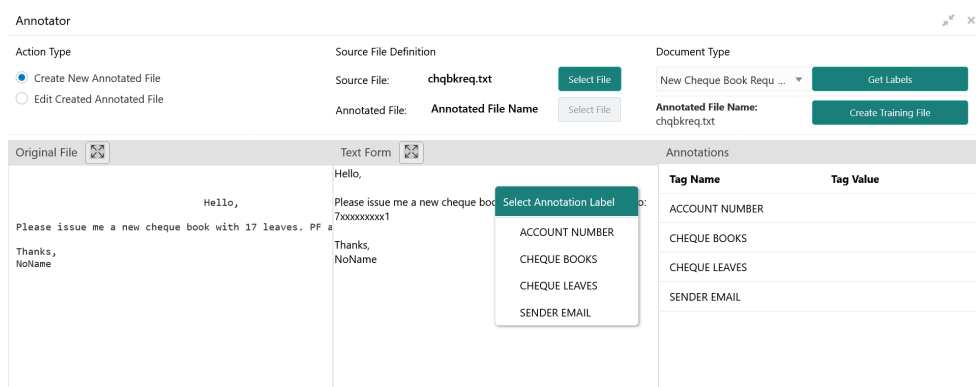 Annotator
Action Type
Create New Annotated File
Edit Created Annotated File
Source File Definition
Source File: chqbkreq.txt Select File
Annotated File: Annotated File Name Select File
Document Type
New Cheque Book Requ ... Get Labels
Annotated File Name:
chqbkreq.txt
Create Training File
Original File
Hello,
Please issue me a new cheque book with 17 leaves. PF a
Thanks,
NoName
Text Form
Hello,
Please issue me a new cheque boo o:
7xxxxxxxxx1
Thanks,
NoName
Select Annotation Label
ACCOUNT NUMBER
CHEQUE BOOKS
CHEQUE LEAVES
SENDER EMAIL
Annotations
Tag Name Tag Value
ACCOUNT NUMBER
CHEQUE BOOKS
CHEQUE LEAVES
SENDER EMAIL